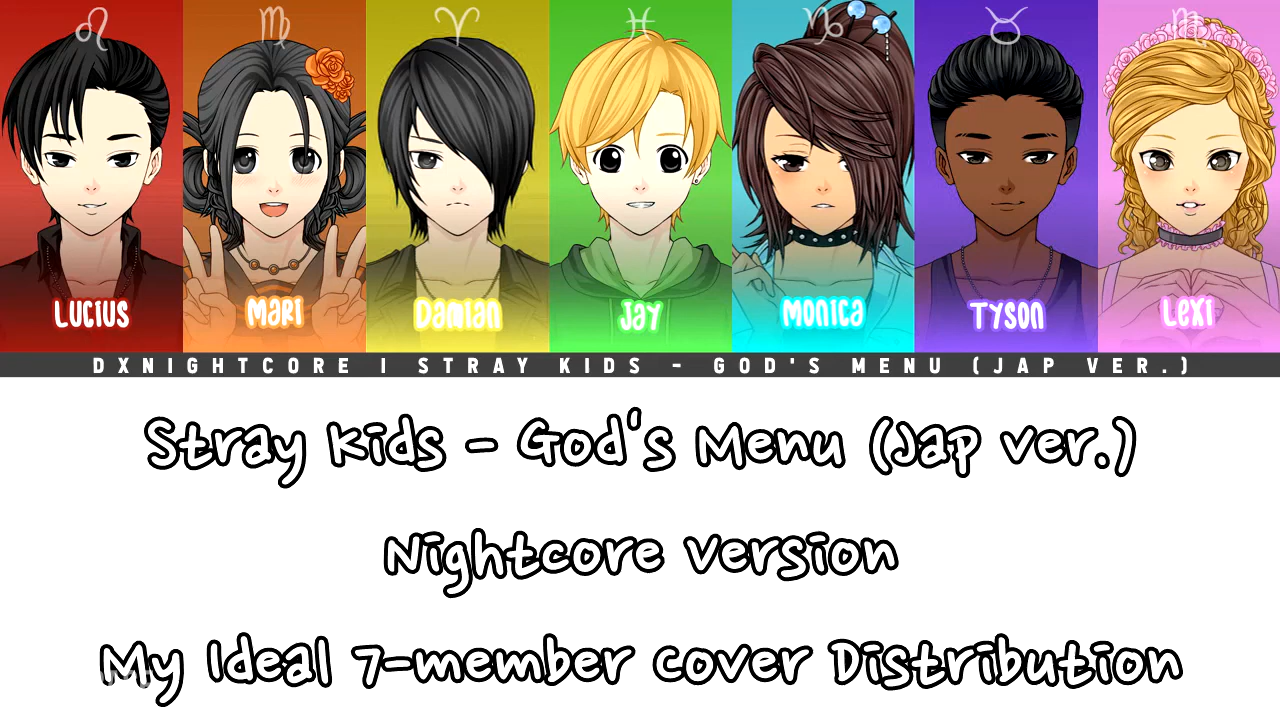 Lucius
Mari
Damian
Jay
Monica
Tyson
Lexi
DXNIGHTCORE | STRAY KIDS - GOD'S MENU (JAP VER.)
Stray Kids - God's Menu (Jap ver.)
Nightcore Version
My Ideal 7-member cover Distribution